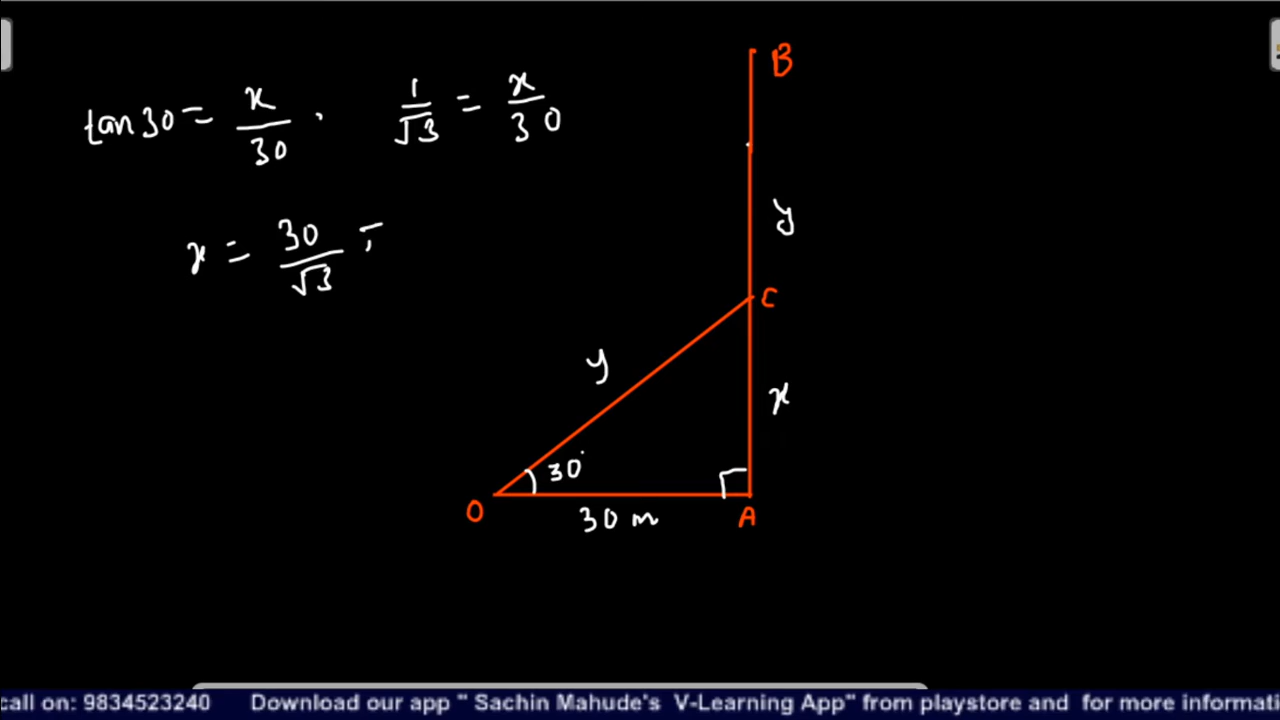 B
tan 30 = x/30 . 1/√3 = x/30
y
x = 30/√3
C
y
x
30°
O
30 m
A
call on: 9834523240 Download our app " Sachin Mahude's V-Learning App" from playstore and for more informati